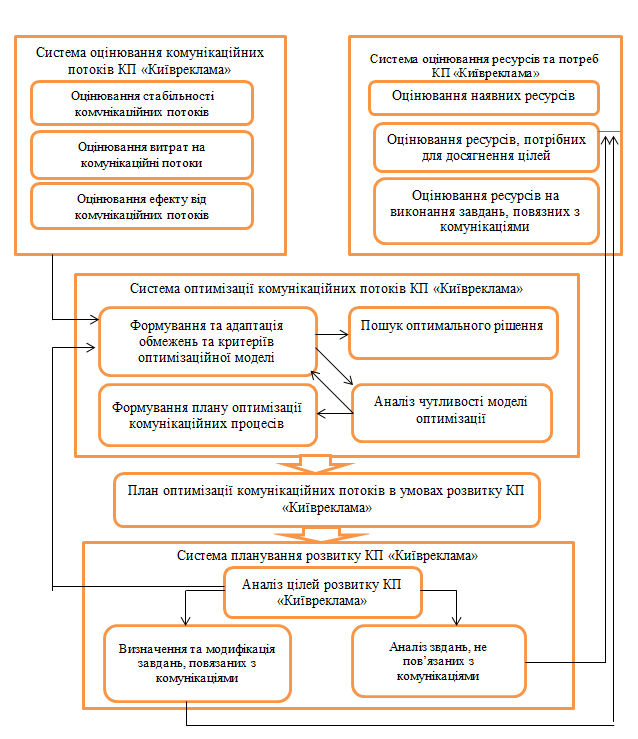 Система оцінювання комунікаційних
потоків КП «Київреклама»
Оцінювання стабільності
комунікаційних потоків
Оцінювання витрат на
комунікаційні потоки
Оцінювання ефекту від
комунікаційних потоків
Система оцінювання ресурсів та потреб
КП «Київреклама»
Оцінювання наявних ресурсів
Оцінювання ресурсів, потрібних
для досягнення цілей
Оцінювання ресурсів на
виконання завдань, повязних з
комунікаціями
Система оптимізації комунікаційних потоків КП «Київреклама»
Формування та адаптація
обмежень та критеріїв
оптимізаційної моделі
Пошук оптимального рішення
Формування плану оптимізації
комунікаційних процесів
Аналіз чутливості моделі
оптимізації
План оптимізації комунікаційних потоків в умовах розвитку КП
«Київреклама»
Система планування розвитку КП «Київреклама»
Аналіз цілей розвитку КП
«Київреклама»
Визначення та модифікація
завдань, повязаних з
комунікаціями
Аналіз звдань, не
пов’язаних з
комунікаціями